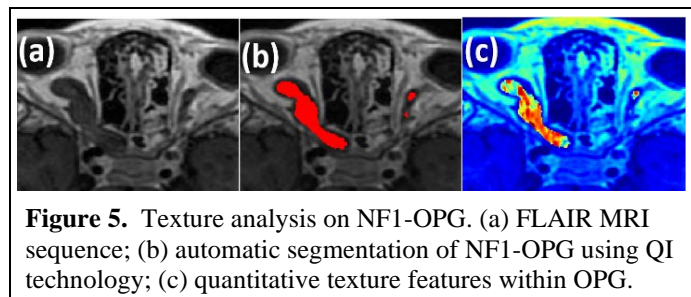 (a)
(b)
(c)
Figure 5. Texture analysis on NF1-OPG. (a) FLAIR MRI
sequence; (b) automatic segmentation of NF1-OPG using QI
technology; (c) quantitative texture features within OPG.